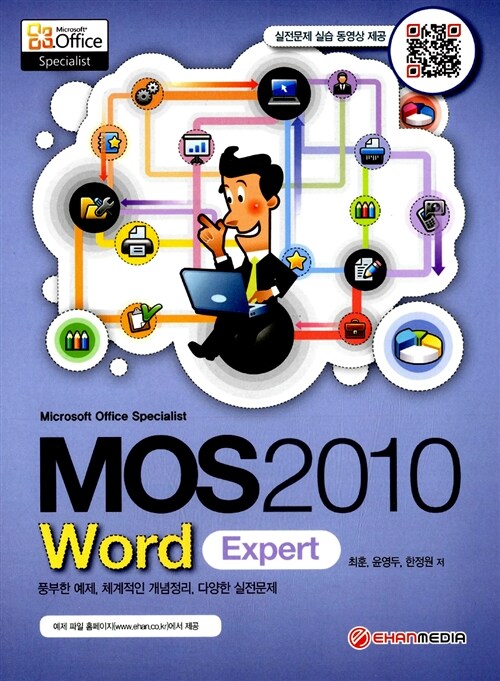 Microsoft®
Office
Specialist
실전문제 실습 동영상 제공
Microsoft Office Specialist
MOS2010
Word Expert
최훈, 윤영두, 한정원 저
풍부한 예제, 체계적인 개념정리, 다양한 실전문제
예제 파일 홈페이지(www.ehan.co.kr)에서 제공
EHANMEDIA